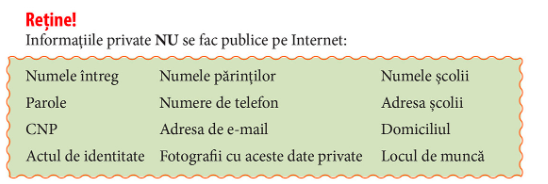 Reține!
Informațiile private NU se fac publice pe Internet:
Numele întreg Numele părinților Numele școlii
Parole Numere de telefon Adresa școlii
CNP Adresa de e-mail Domiciliul
Actul de identitate Fotografii cu aceste date private Locul de muncă